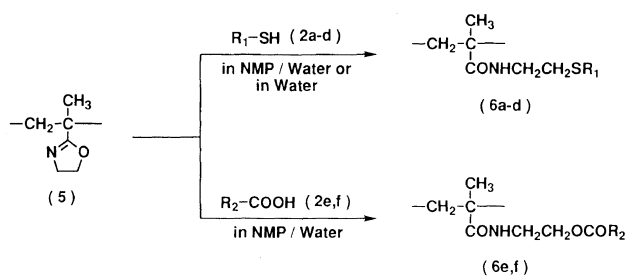 CH₃
—CH₂—C—
N O
( 5 )
R₁—SH ( 2a-d )
in NMP / Water or
in Water
CH₃
—CH₂—C—
CONHCH₂CH₂SR₁
(6a-d)
R₂—COOH ( 2e,f )
in NMP / Water
CH₃
—CH₂—C—
CONHCH₂CH₂OCOR₂
(6e,f)